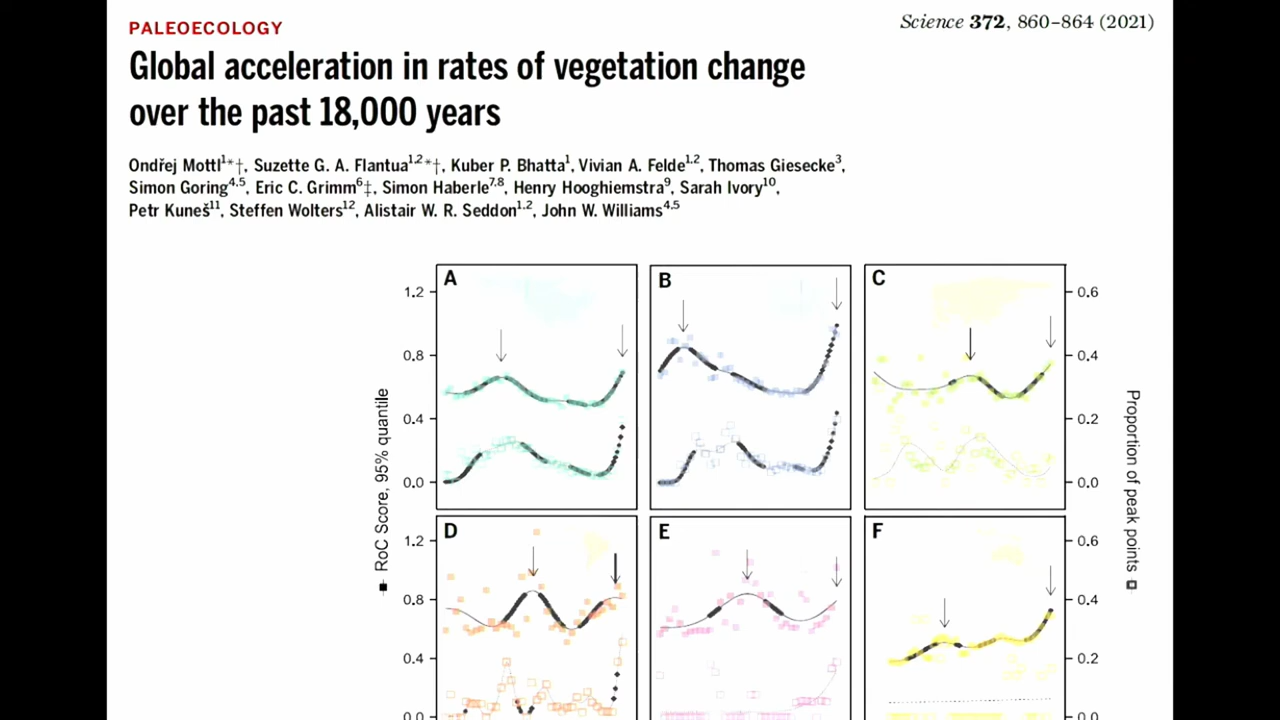 PALEOECOLOGY
Science 372, 860–864 (2021)
Global acceleration in rates of vegetation change
over the past 18,000 years
Ondřej Mottl¹*†, Suzette G. A. Flantua¹,²*†, Kuber P. Bhatta¹, Vivian A. Felde¹,², Thomas Giesecke³,
Simon Goring⁴,⁵, Eric C. Grimm⁶‡, Simon Haberle⁷,⁸, Henry Hooghiemstra⁹, Sarah Ivory¹⁰,
Petr Kuneš¹¹, Steffen Wolters¹², Alistair W. R. Seddon¹,², John W. Williams⁴,⁵
A
B
C
1.2
0.8
0.4
0.0
0.6
0.4
0.2
0.0
RoC Score, 95% quantile
Proportion of peak points
D
E
F
1.2
0.8
0.4
0.0
0.6
0.4
0.2
0.0